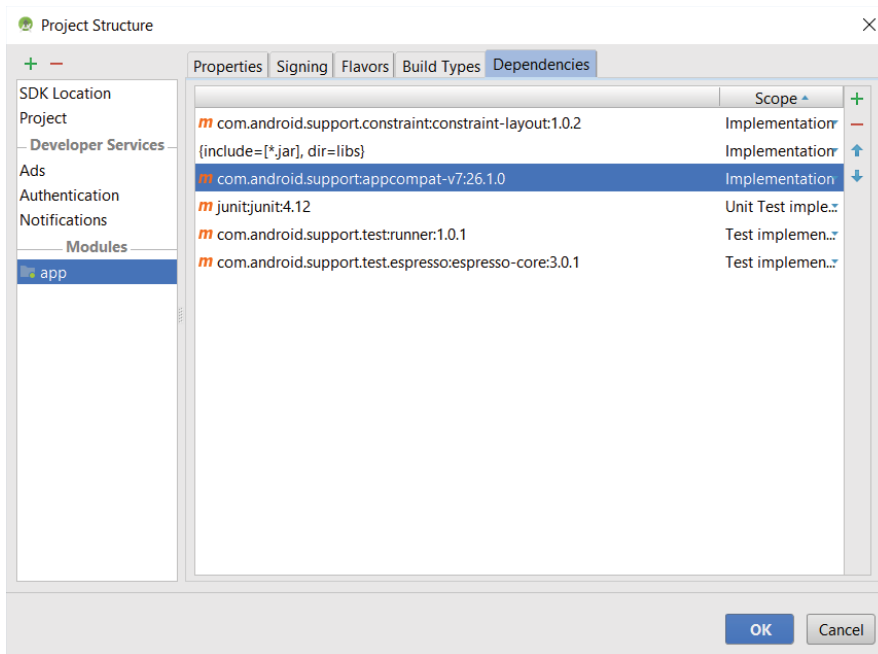 Project Structure
Properties Signing Flavors Build Types Dependencies
SDK Location
Project
Developer Services
Ads
Authentication
Notifications
Modules
app
Scope
m com.android.support.constraint:constraint-layout:1.0.2 Implementation
{include=[*.jar], dir=libs} Implementation
m com.android.support:appcompat-v7:26.1.0 Implementation
m junit:junit:4.12 Unit Test imple...
m com.android.support.test:runner:1.0.1 Test implemen...
m com.android.support.test.espresso:espresso-core:3.0.1 Test implemen...
OK Cancel